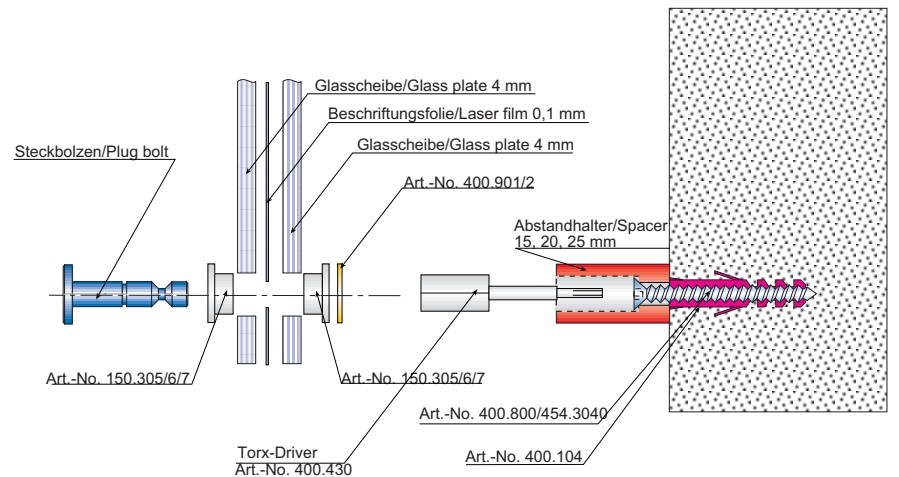 Glasscheibe/Glass plate 4 mm
Beschriftungsfolie/Laser film 0,1 mm
Steckbolzen/Plug bolt
Glasscheibe/Glass plate 4 mm
Art.-No. 400.901/2
Abstandhalter/Spacer
15, 20, 25 mm
Art.-No. 150.305/6/7
Art.-No. 150.305/6/7
Art.-No. 400.800/454.3040
Torx-Driver
Art.-No. 400.430
Art.-No. 400.104